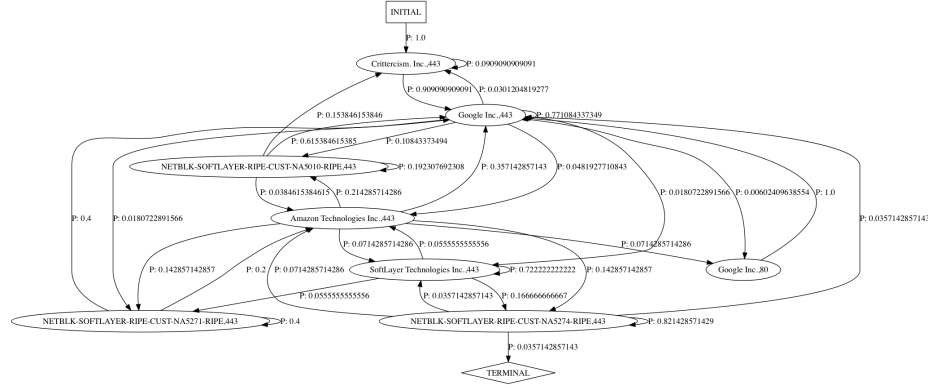 INITIAL
P: 1.0
Crittercism. Inc.,443
P: 0.0909090909091
P: 0.909090909091
P: 0.0301204819277
Google Inc.,443
P: 0.771084337349
P: 0.153846153846
P: 0.615384615385
P: 0.10843373494
NETBLK-SOFTLAYER-RIPE-CUST-NA5010-RIPE,443
P: 0.192307692308
P: 0.357142857143
P: 0.0481927710843
P: 0.0180722891566
P: 0.00602409638554
P: 1.0
P: 0.0384615384615
P: 0.214285714286
P: 0.4
P: 0.0180722891566
Amazon Technologies Inc.,443
P: 0.0357142857143
P: 0.142857142857
P: 0.2
P: 0.0714285714286
P: 0.0714285714286
P: 0.0555555555556
P: 0.0714285714286
SoftLayer Technologies Inc.,443
P: 0.722222222222
P: 0.142857142857
Google Inc.,80
P: 0.0555555555556
P: 0.0357142857143
P: 0.166666666667
NETBLK-SOFTLAYER-RIPE-CUST-NA5271-RIPE,443
P: 0.4
NETBLK-SOFTLAYER-RIPE-CUST-NA5274-RIPE,443
P: 0.821428571429
P: 0.0357142857143
TERMINAL